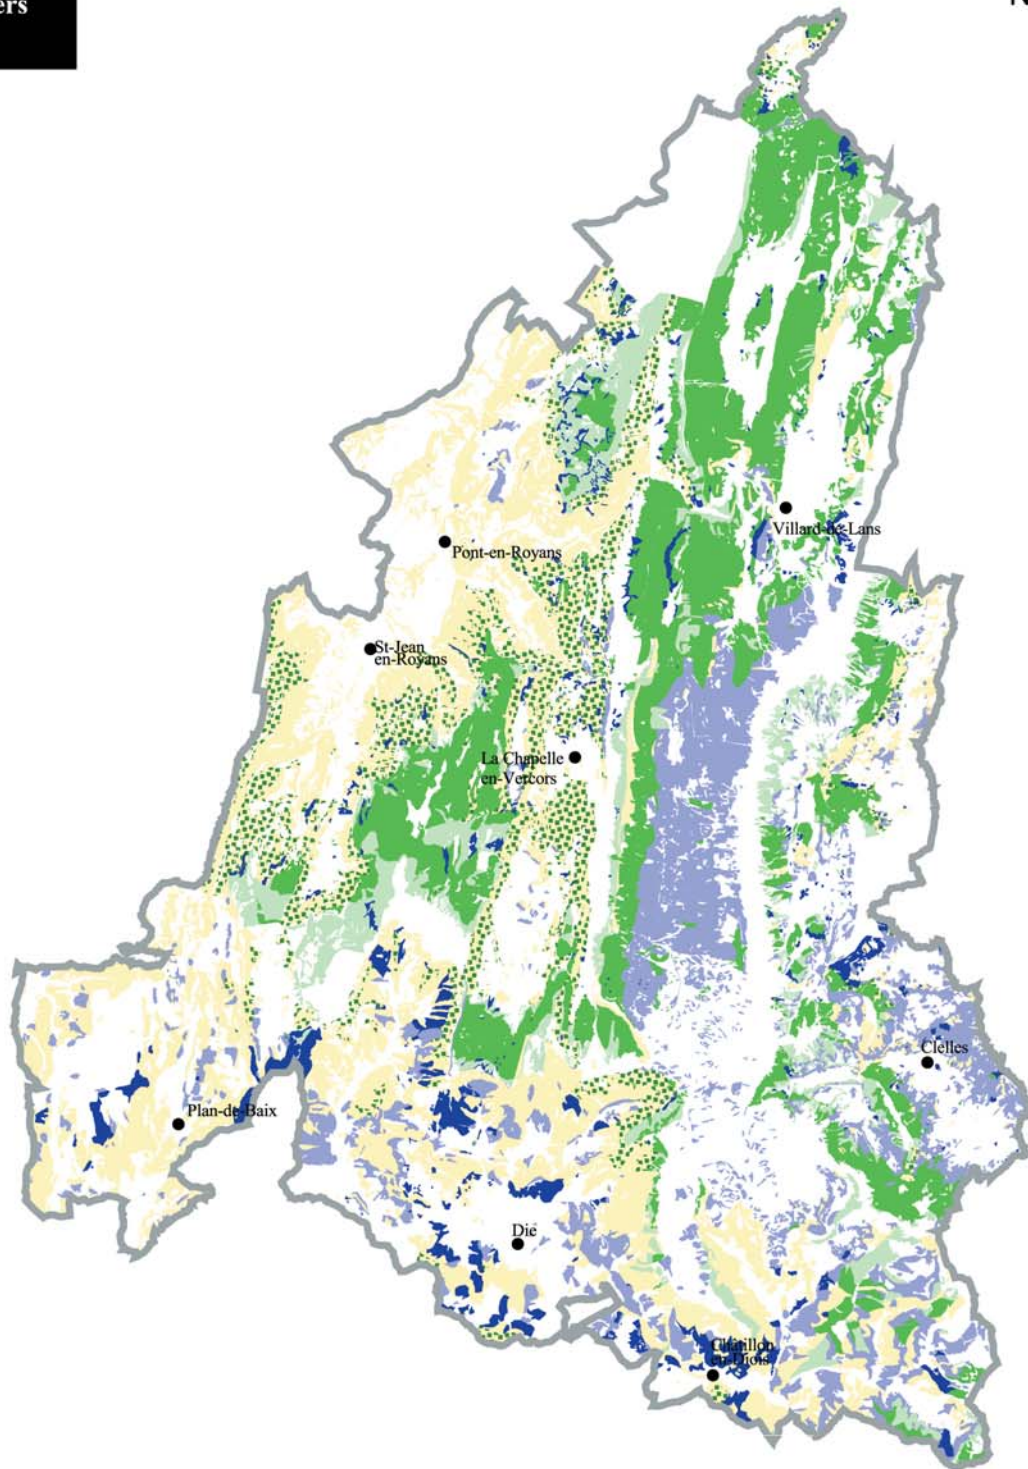 Villard-de-Lans
Pont-en-Royans
St-Jean
en-Royans
La Chapelle
en-Vercors
Clelles
Plan-de-Baix
Die
Châtillon
en-Diois